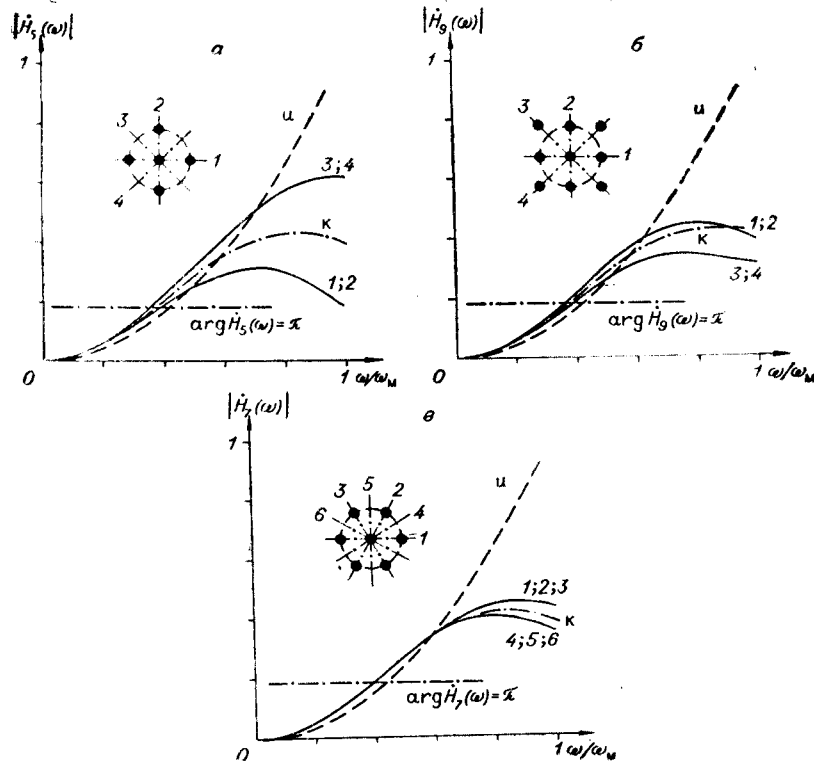 |Ḣ₅(ω)|
а
1
2
3
1
4
и
3;4
к
1;2
arg Ḣ₅(ω)=π
0
1
ω/ωм
|Ḣ₉(ω)|
б
1
2
3
1
4
и
1;2
к
3;4
arg Ḣ₉(ω)=π
0
1
ω/ωм
|Ḣ₇(ω)|
в
1
5
3
2
6
4
1
и
1;2;3
к
4;5;6
arg Ḣ₇(ω)=π
0
1
ω/ωм